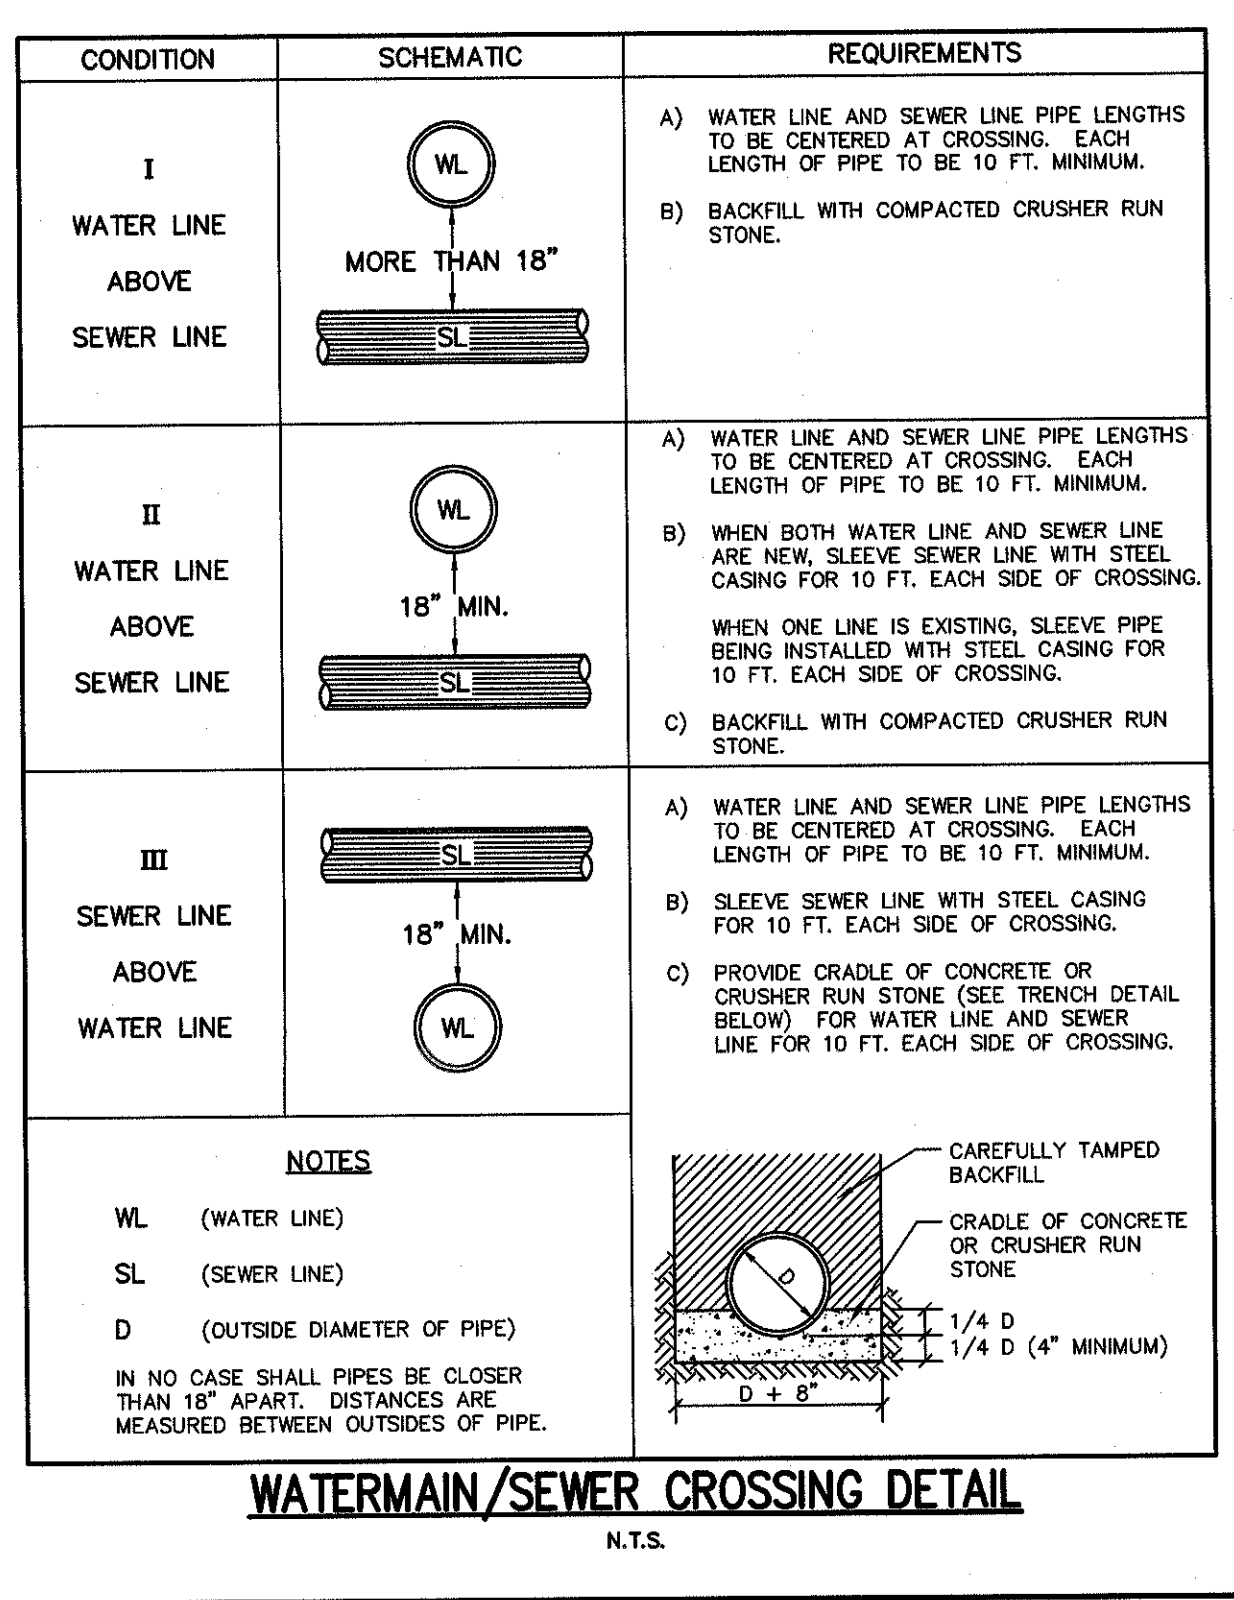 CONDITION
SCHEMATIC
REQUIREMENTS
I
WATER LINE
ABOVE
SEWER LINE
WL
MORE THAN 18"
SL
A) WATER LINE AND SEWER LINE PIPE LENGTHS
TO BE CENTERED AT CROSSING. EACH
LENGTH OF PIPE TO BE 10 FT. MINIMUM.
B) BACKFILL WITH COMPACTED CRUSHER RUN
STONE.
II
WATER LINE
ABOVE
SEWER LINE
WL
18" MIN.
SL
A) WATER LINE AND SEWER LINE PIPE LENGTHS
TO BE CENTERED AT CROSSING. EACH
LENGTH OF PIPE TO BE 10 FT. MINIMUM.
B) WHEN BOTH WATER LINE AND SEWER LINE
ARE NEW, SLEEVE SEWER LINE WITH STEEL
CASING FOR 10 FT. EACH SIDE OF CROSSING.
WHEN ONE LINE IS EXISTING, SLEEVE PIPE
BEING INSTALLED WITH STEEL CASING FOR
10 FT. EACH SIDE OF CROSSING.
C) BACKFILL WITH COMPACTED CRUSHER RUN
STONE.
III
SEWER LINE
ABOVE
WATER LINE
SL
18" MIN.
WL
A) WATER LINE AND SEWER LINE PIPE LENGTHS
TO BE CENTERED AT CROSSING. EACH
LENGTH OF PIPE TO BE 10 FT. MINIMUM.
B) SLEEVE SEWER LINE WITH STEEL CASING
FOR 10 FT. EACH SIDE OF CROSSING.
C) PROVIDE CRADLE OF CONCRETE OR
CRUSHER RUN STONE (SEE TRENCH DETAIL
BELOW) FOR WATER LINE AND SEWER
LINE FOR 10 FT. EACH SIDE OF CROSSING.
CAREFULLY TAMPED
BACKFILL
CRADLE OF CONCRETE
OR CRUSHER RUN
STONE
D
1/4 D
1/4 D (4" MINIMUM)
D + 8"
NOTES
WL (WATER LINE)
SL (SEWER LINE)
D (OUTSIDE DIAMETER OF PIPE)
IN NO CASE SHALL PIPES BE CLOSER
THAN 18" APART. DISTANCES ARE
MEASURED BETWEEN OUTSIDES OF PIPE.
WATERMAIN/SEWER CROSSING DETAIL
N.T.S.